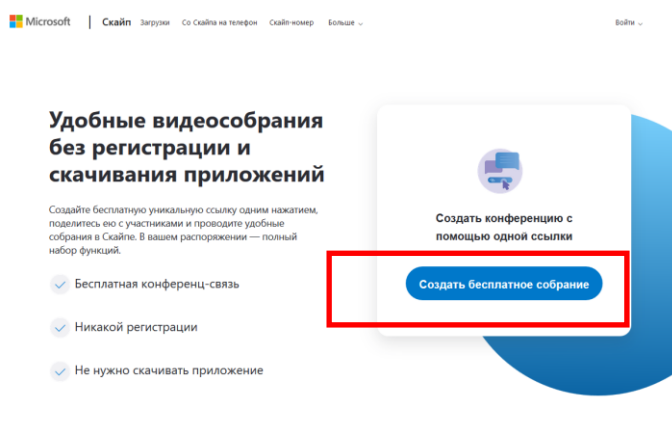 Microsoft | Скайп Загрузки Со Скайпа на телефон Скайп-номер Больше Войти
Удобные видеособрания
без регистрации и
скачивания приложений
Создайте бесплатную уникальную ссылку одним нажатием,
поделитесь ею с участниками и проводите удобные
собрания в Скайпе. В вашем распоряжении — полный
набор функций.
Бесплатная конференц-связь
Никакой регистрации
Не нужно скачивать приложение
Создать конференцию с
помощью одной ссылки
Создать бесплатное собрание